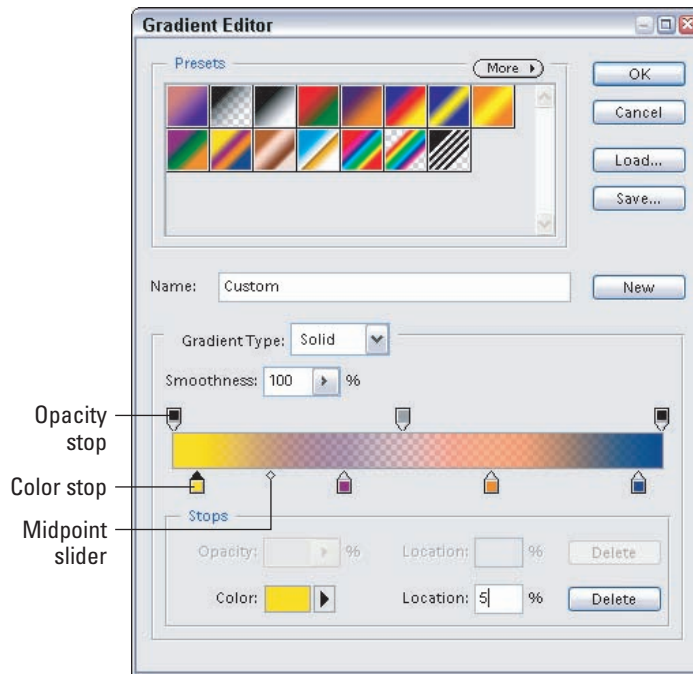 Gradient Editor
Presets
More
OK
Cancel
Load...
Save...
Name: Custom
New
Gradient Type: Solid
Smoothness: 100 %
Opacity
stop
Color stop
Midpoint
slider
Stops
Opacity: % Location: % Delete
Color: Location: 5 % Delete